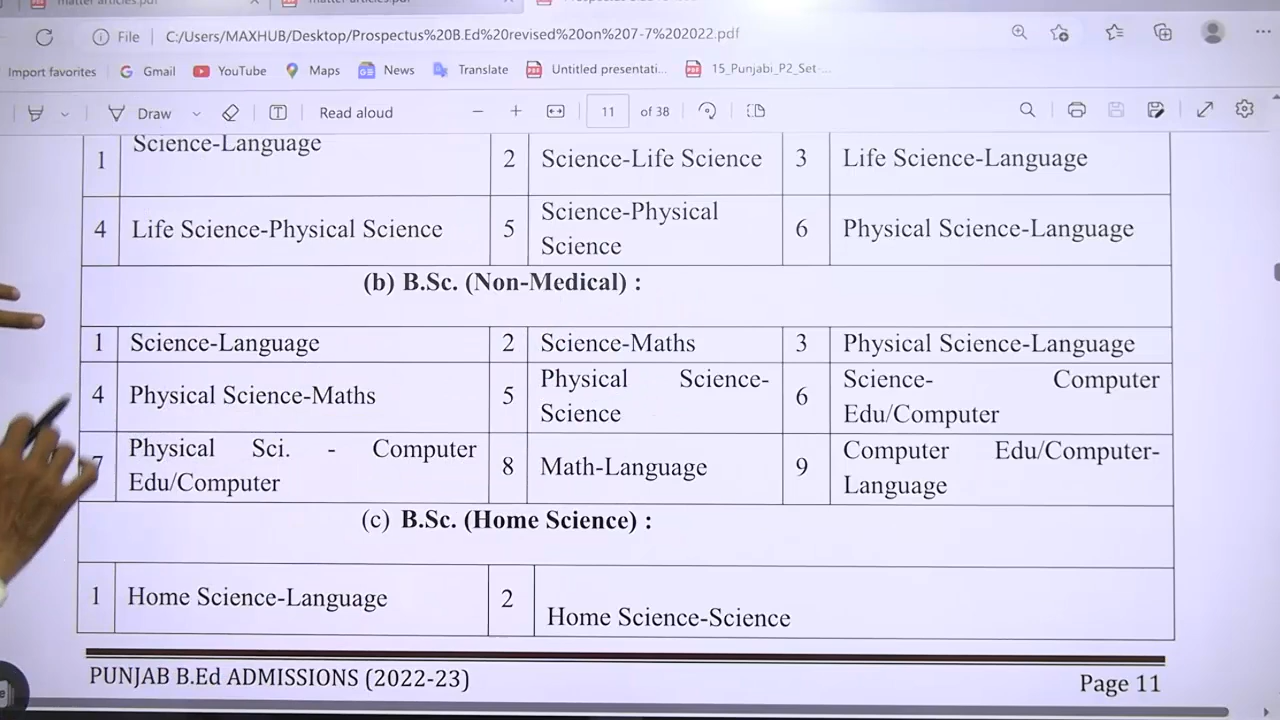 matter articles.pdf
File C:/Users/MAXHUB/Desktop/Prospectus%20B.Ed%20revised%20on%207-7%202022.pdf
Import favorites Gmail YouTube Maps News Translate Untitled presentati... 15_Punjabi_P2_Set-...
Draw Read aloud 11 of 38
1 Science-Language 2 Science-Life Science 3 Life Science-Language
4 Life Science-Physical Science 5 Science-Physical Science 6 Physical Science-Language
(b) B.Sc. (Non-Medical) :
1 Science-Language 2 Science-Maths 3 Physical Science-Language
4 Physical Science-Maths 5 Physical Science-Science 6 Science- Computer Edu/Computer
7 Physical Sci. - Computer Edu/Computer 8 Math-Language 9 Computer Edu/Computer-Language
(c) B.Sc. (Home Science) :
1 Home Science-Language 2 Home Science-Science
PUNJAB B.Ed ADMISSIONS (2022-23) Page 11